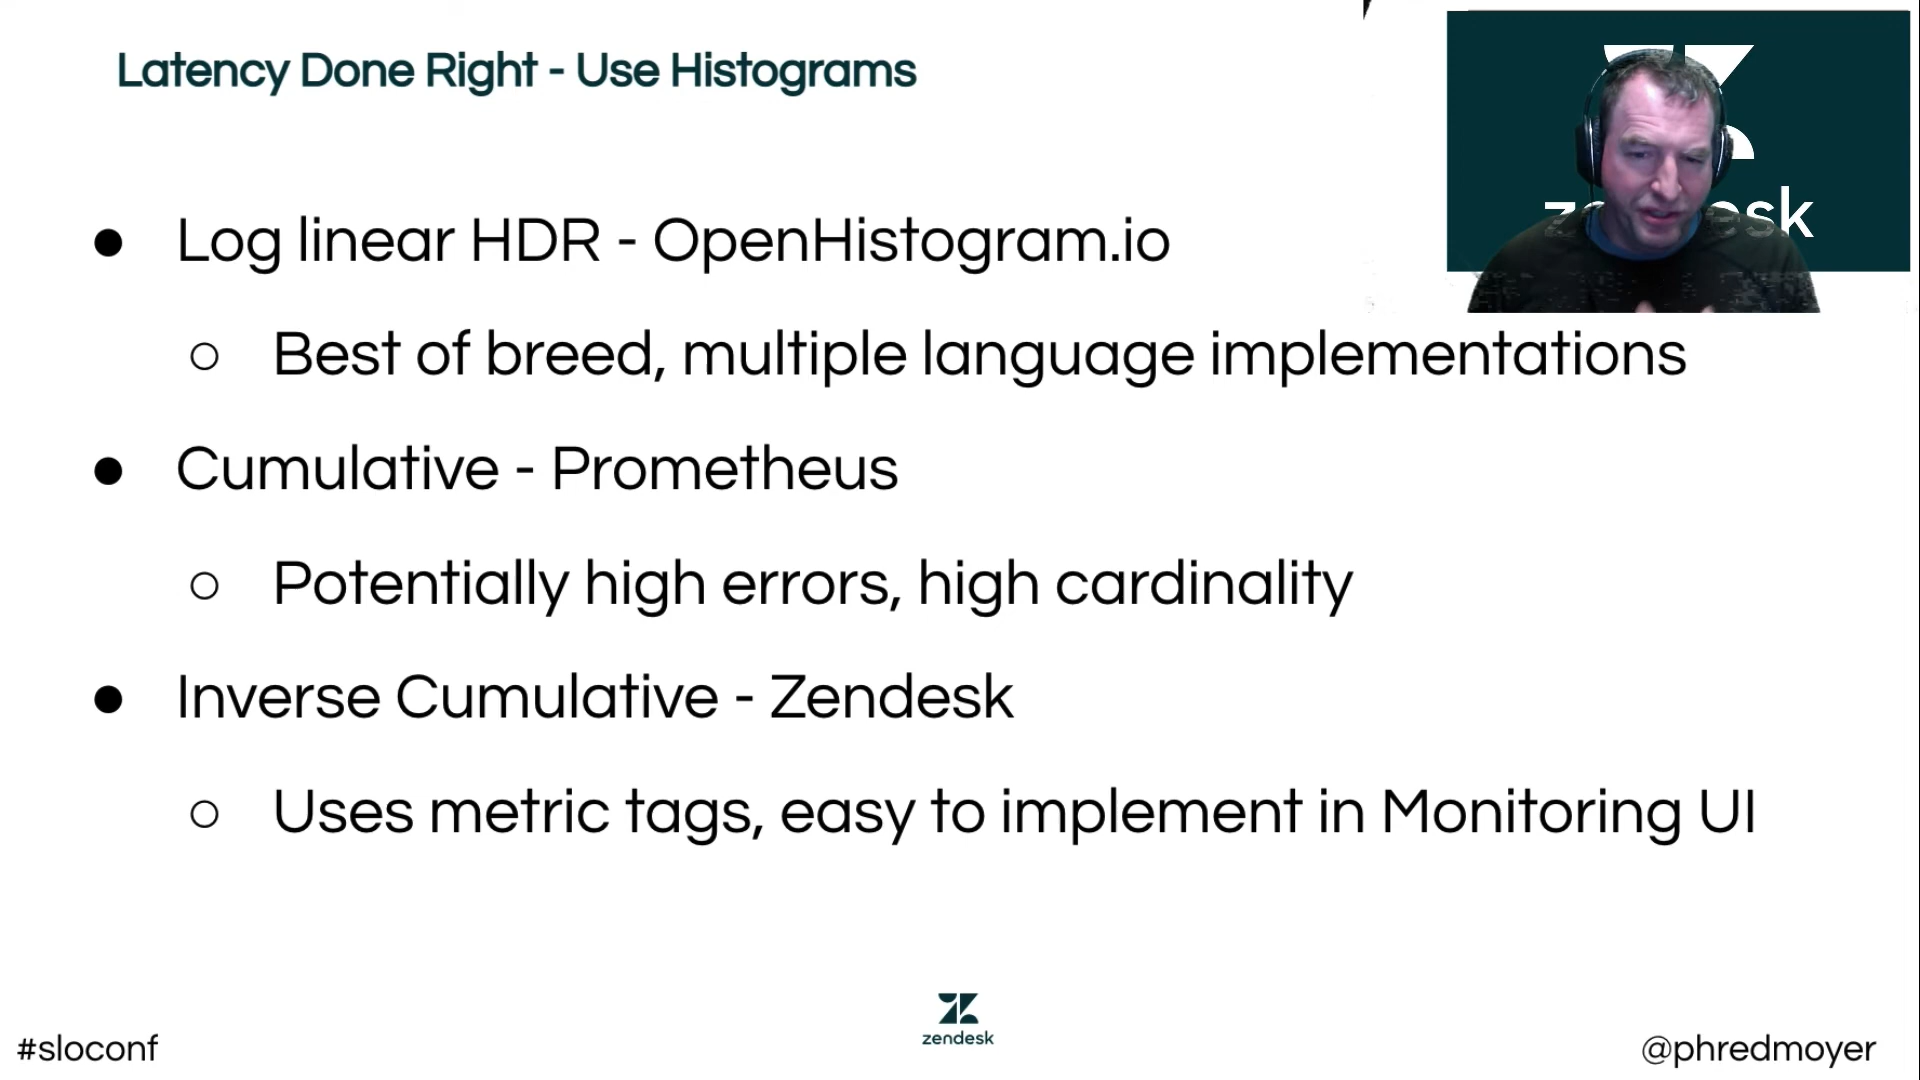 Latency Done Right - Use Histograms
● Log linear HDR - OpenHistogram.io
○ Best of breed, multiple language implementations
● Cumulative - Prometheus
○ Potentially high errors, high cardinality
● Inverse Cumulative - Zendesk
○ Uses metric tags, easy to implement in Monitoring UI
#sloconf
zendesk
@phredmoyer